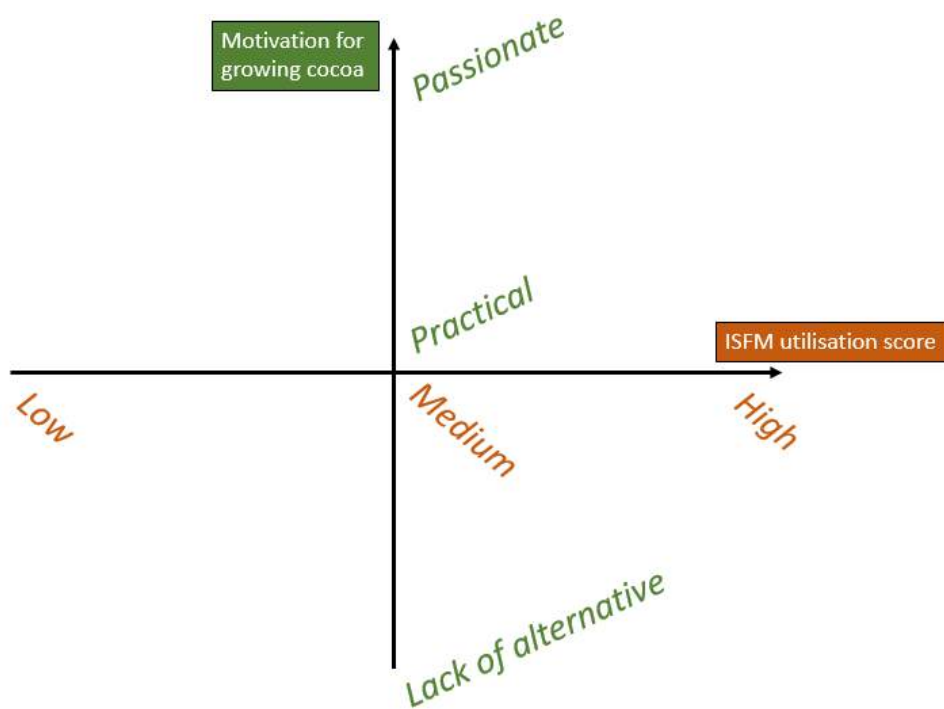 Motivation for
growing cocoa
Passionate
Practical
ISFM utilisation score
Low
Medium
High
Lack of alternative